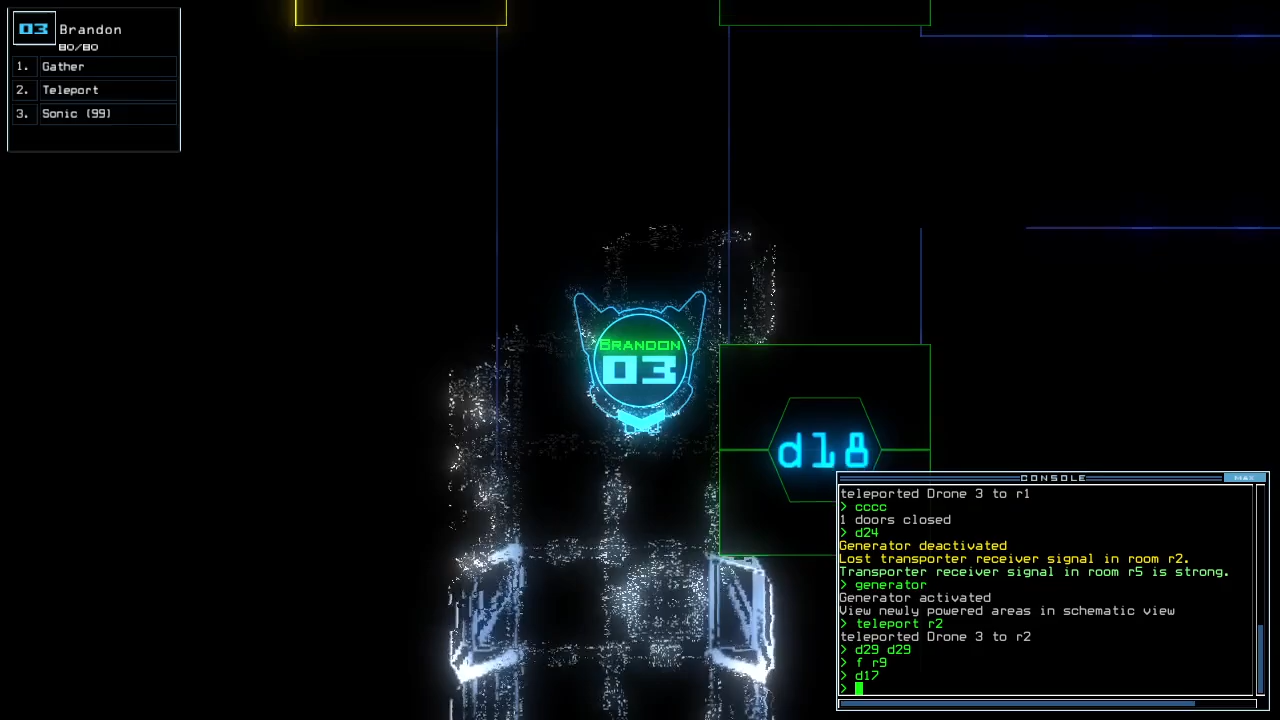 03 Brandon
80/80
1. Gather
2. Teleport
3. Sonic (99)
BRANDON
03
d18
CONSOLE
MAX
teleported Drone 3 to r1
> cccc
1 doors closed
> d24
Generator deactivated
Lost transporter receiver signal in room r2.
Transporter receiver signal in room r5 is strong.
> generator
Generator activated
View newly powered areas in schematic view
> teleport r2
teleported Drone 3 to r2
> d29 d29
> f r9
> d17
>